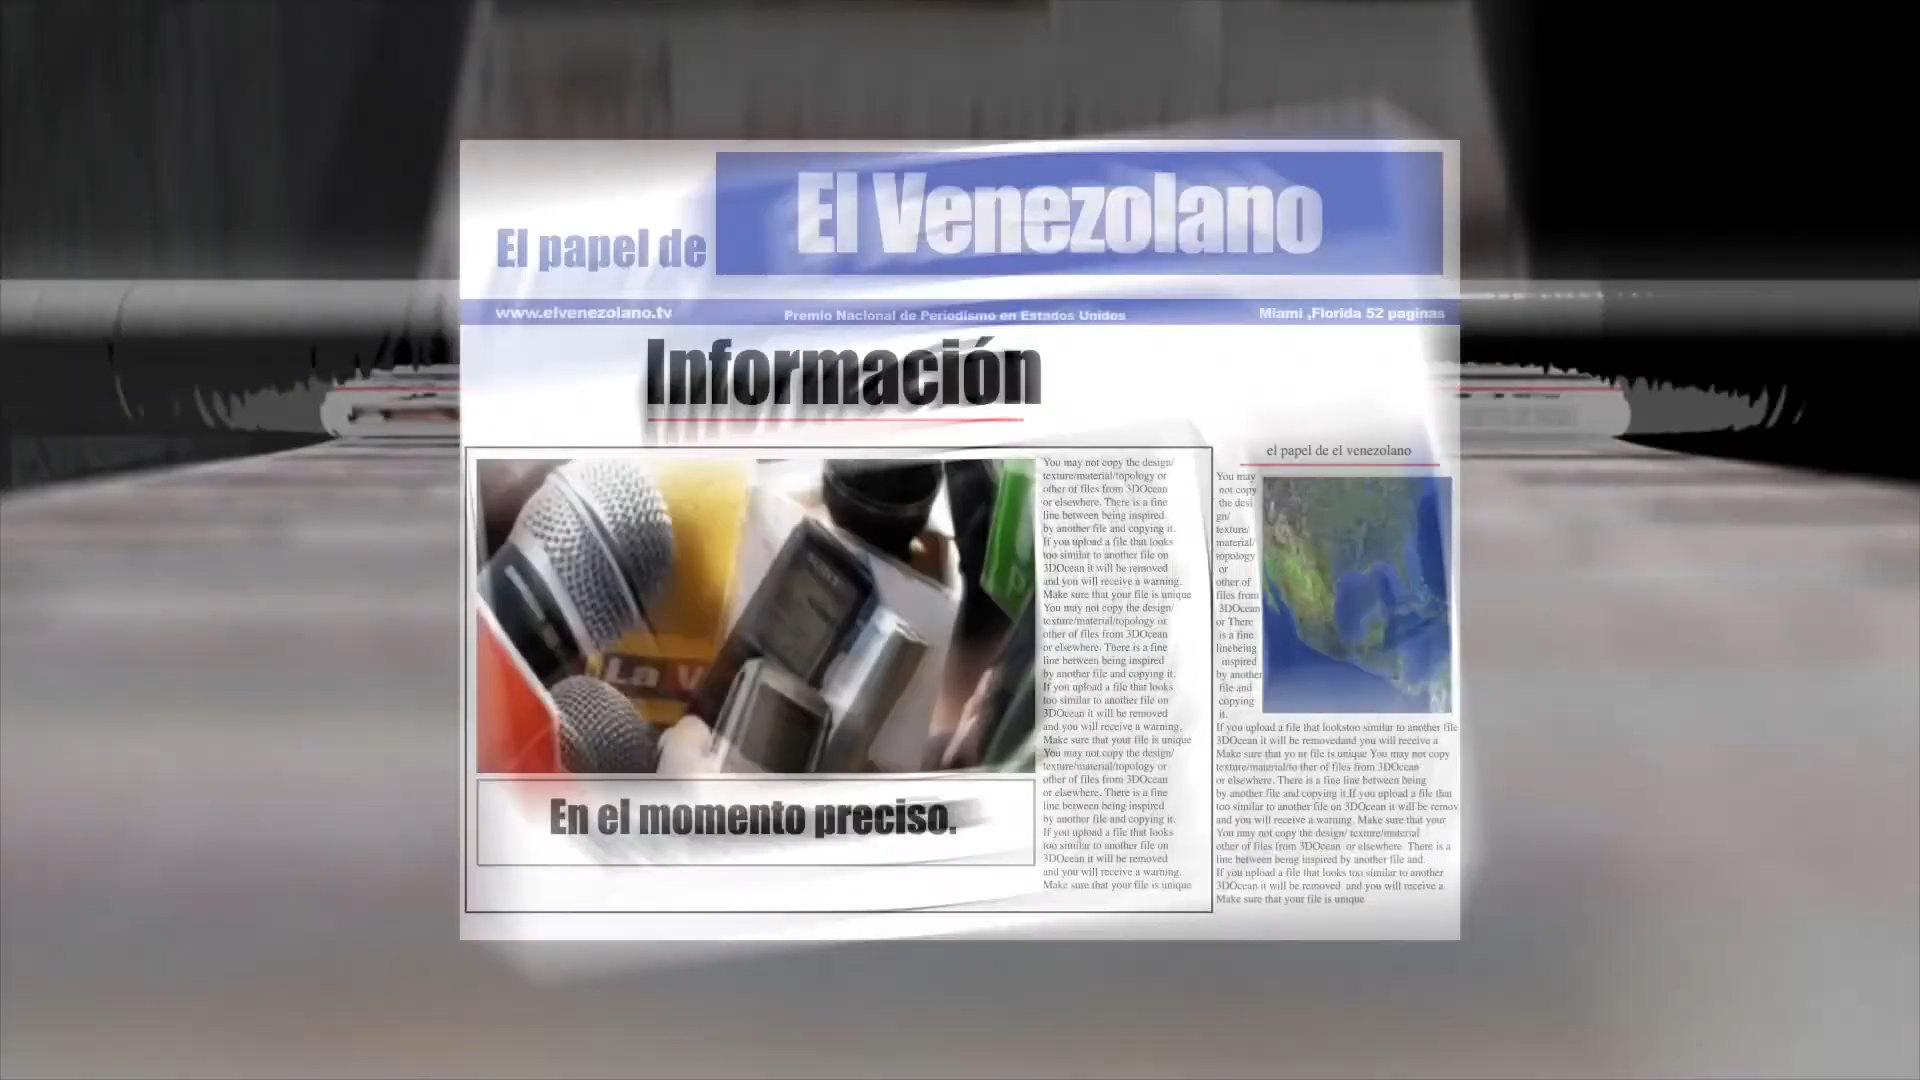 El papel de
El Venezolano
www.elvenezolano.tv
Premio Nacional de Periodismo en Estados Unidos
Miami ,Florida 52 paginas
Información
La V
SONY
En el momento preciso.
You may not copy the design/
texture/material/topology or
other of files from 3DOcean
or elsewhere. There is a fine
line between being inspired
by another file and copying it.
If you upload a file that looks
too similar to another file on
3DOcean it will be removed
and you will receive a warning.
Make sure that your file is unique
You may not copy the design/
texture/material/topology or
other of files from 3DOcean
or elsewhere. There is a fine
line between being inspired
by another file and copying it.
If you upload a file that looks
too similar to another file on
3DOcean it will be removed
and you will receive a warning.
Make sure that your file is unique
You may not copy the design/
texture/material/topology or
other of files from 3DOcean
or elsewhere. There is a fine
line between being inspired
by another file and copying it.
If you upload a file that looks
too similar to another file on
3DOcean it will be removed
and you will receive a warning.
Make sure that your file is unique
el papel de el venezolano
You may
not copy
the desi
gn/
texture/
material/
topology
or
other of
files from
3DOcean
or There
is a fine
linebeing
inspired
by another
file and
copying
it.
If you upload a file that lookstoo similar to another file
3DOcean it will be removedand you will receive a
Make sure that yo ur file is unique You may not copy
texture/material/to ther of files from 3DOcean
or elsewhere. There is a fine line between being
by another file and copying it.If you upload a file that
too similar to another file on 3DOcean it will be remov
and you will receive a warning. Make sure that your
You may not copy the design/ texture/material
other of files from 3DOcean or elsewhere There is a
line between being inspired by another file and.
If you upload a file that looks too similar to another
3DOcean it will be removed and you will receive a
Make sure that your file is unique